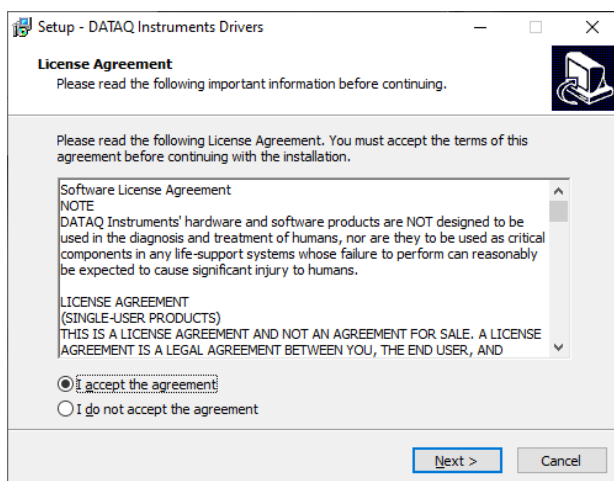 Setup - DATAQ Instruments Drivers
License Agreement
Please read the following important information before continuing.
Please read the following License Agreement. You must accept the terms of this
agreement before continuing with the installation.
Software License Agreement
NOTE
DATAQ Instruments' hardware and software products are NOT designed to be
used in the diagnosis and treatment of humans, nor are they to be used as critical
components in any life-support systems whose failure to perform can reasonably
be expected to cause significant injury to humans.
LICENSE AGREEMENT
(SINGLE-USER PRODUCTS)
THIS IS A LICENSE AGREEMENT AND NOT AN AGREEMENT FOR SALE. A LICENSE
AGREEMENT IS A LEGAL AGREEMENT BETWEEN YOU, THE END USER, AND
I accept the agreement
I do not accept the agreement
Next >
Cancel